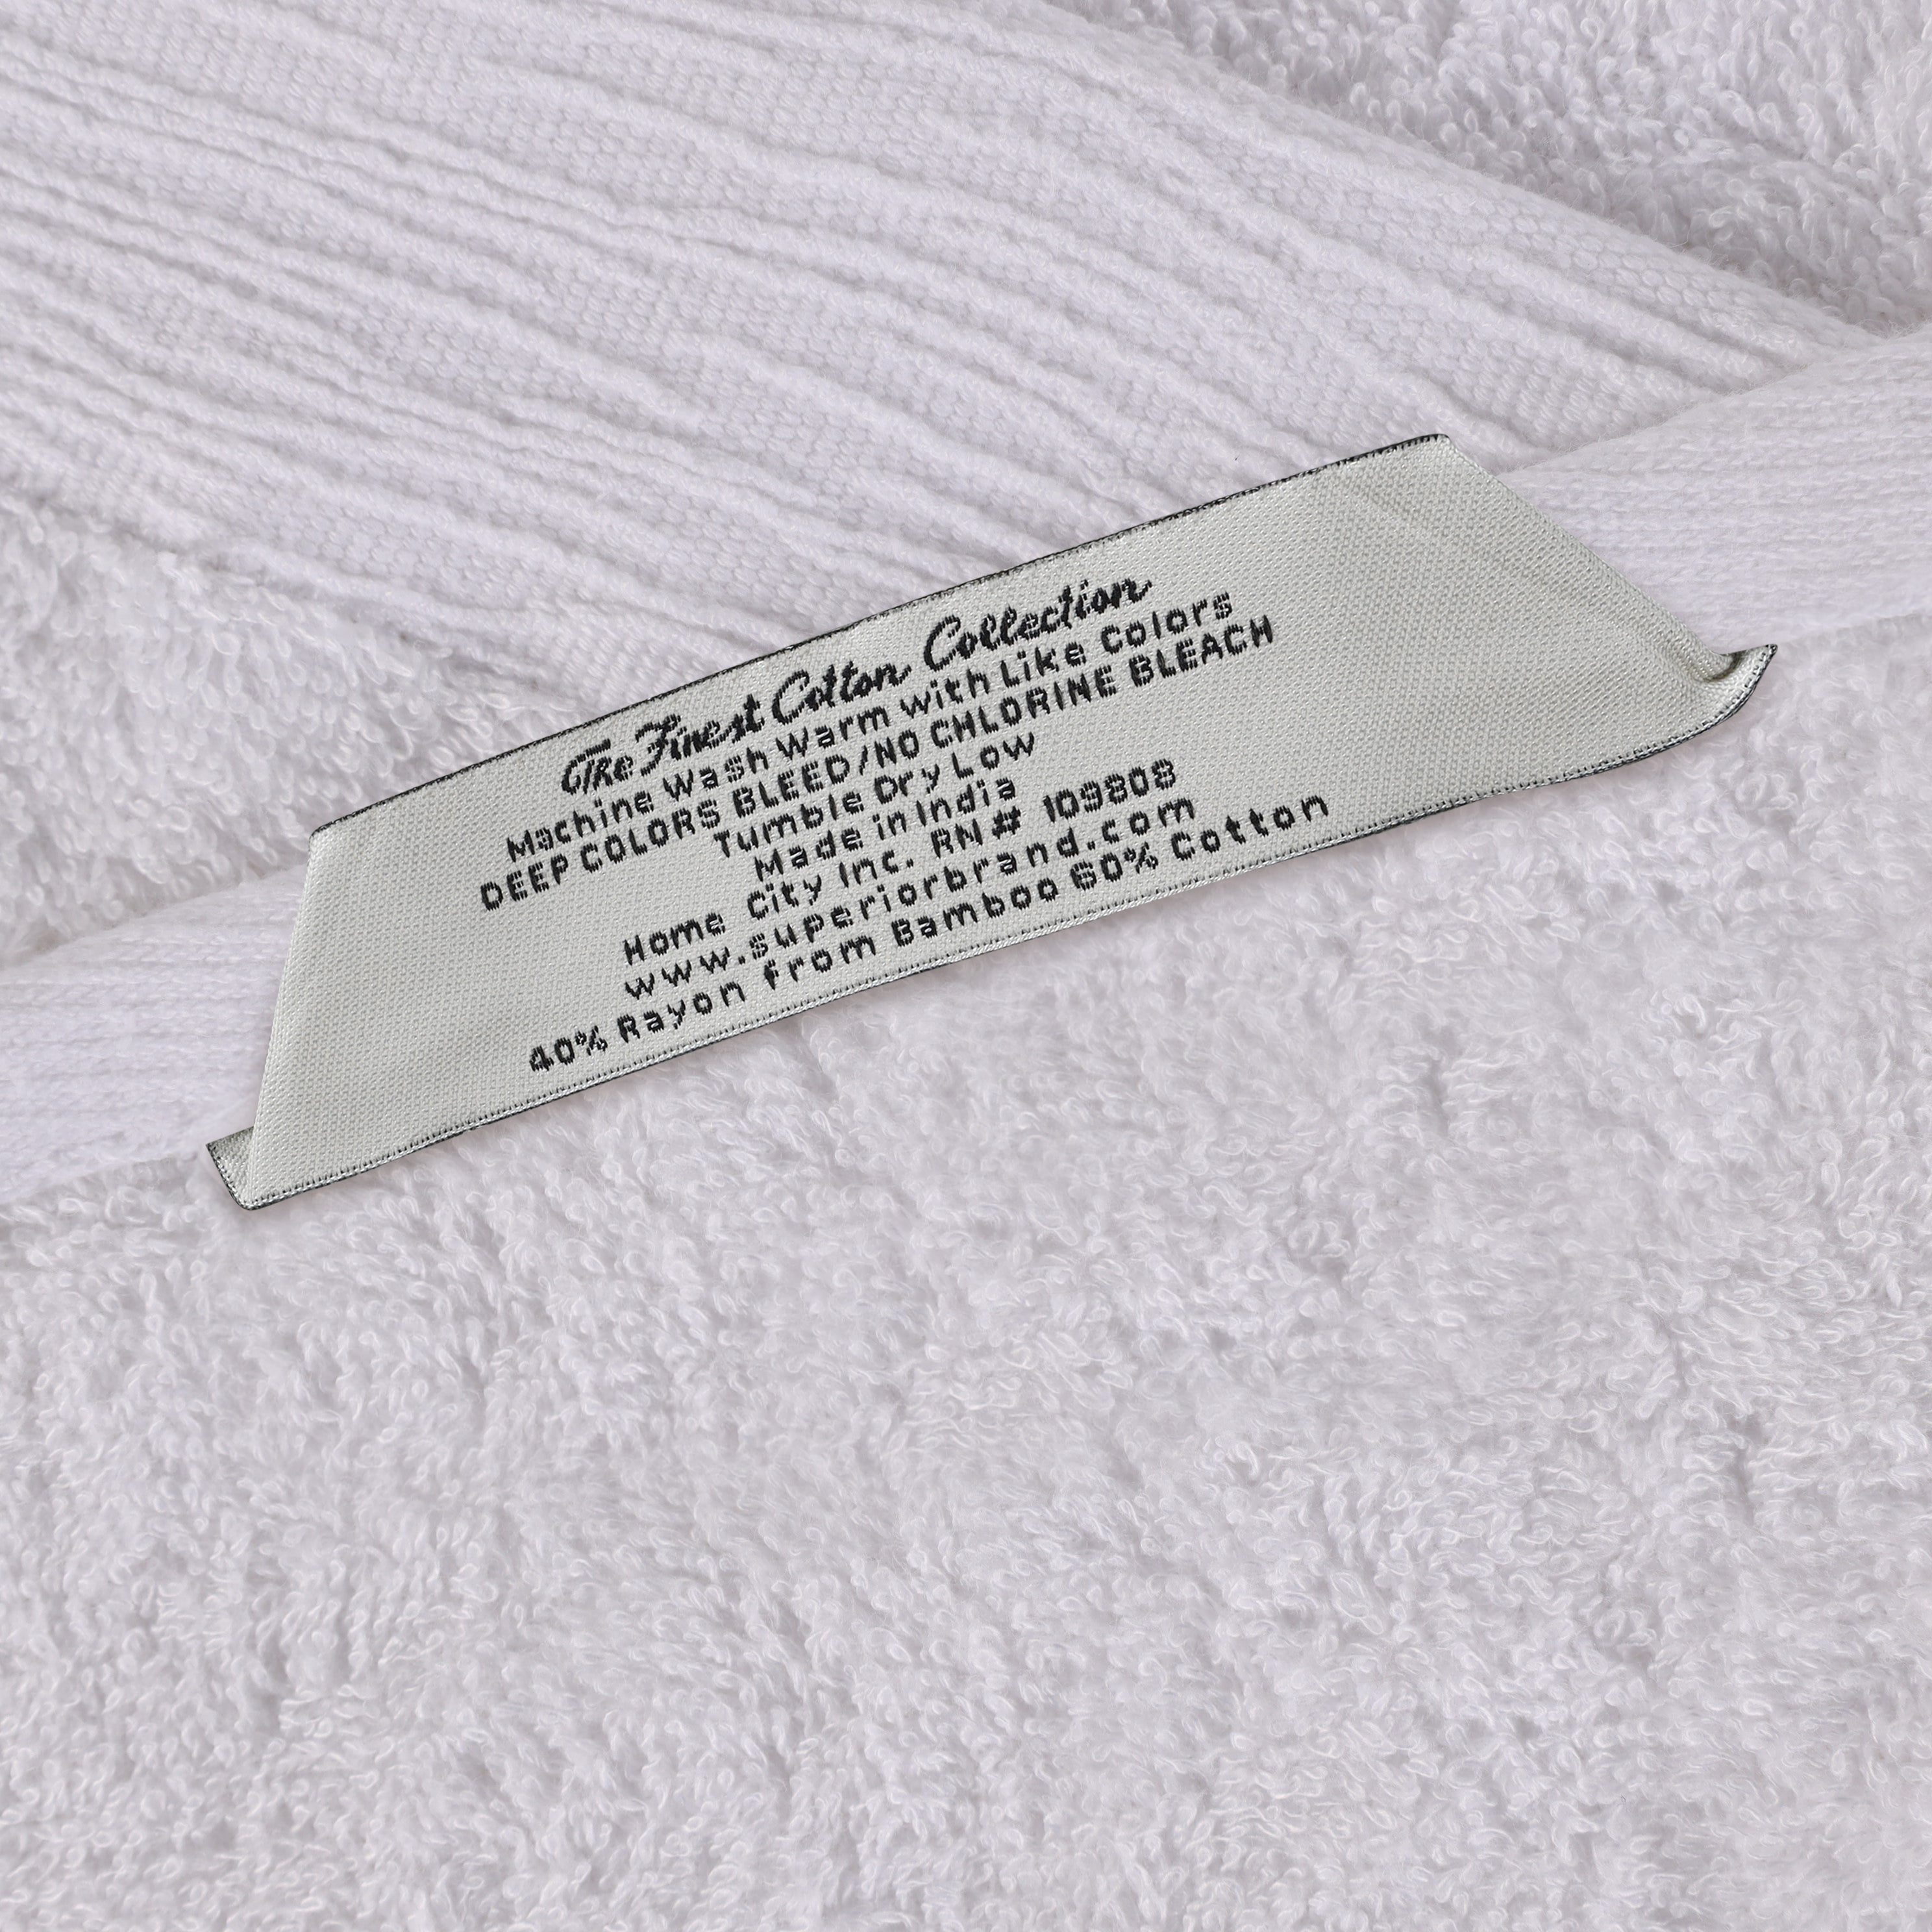 The Finest Cotton Collection
Machine Wash Warm with Like Colors
DEEP COLORS BLEED/NO CHLORINE BLEACH
Tumble Dry Low
Made in India
Home City Inc. RN# 109808
www.superiorbrand.com
40% Rayon from Bamboo 60% Cotton